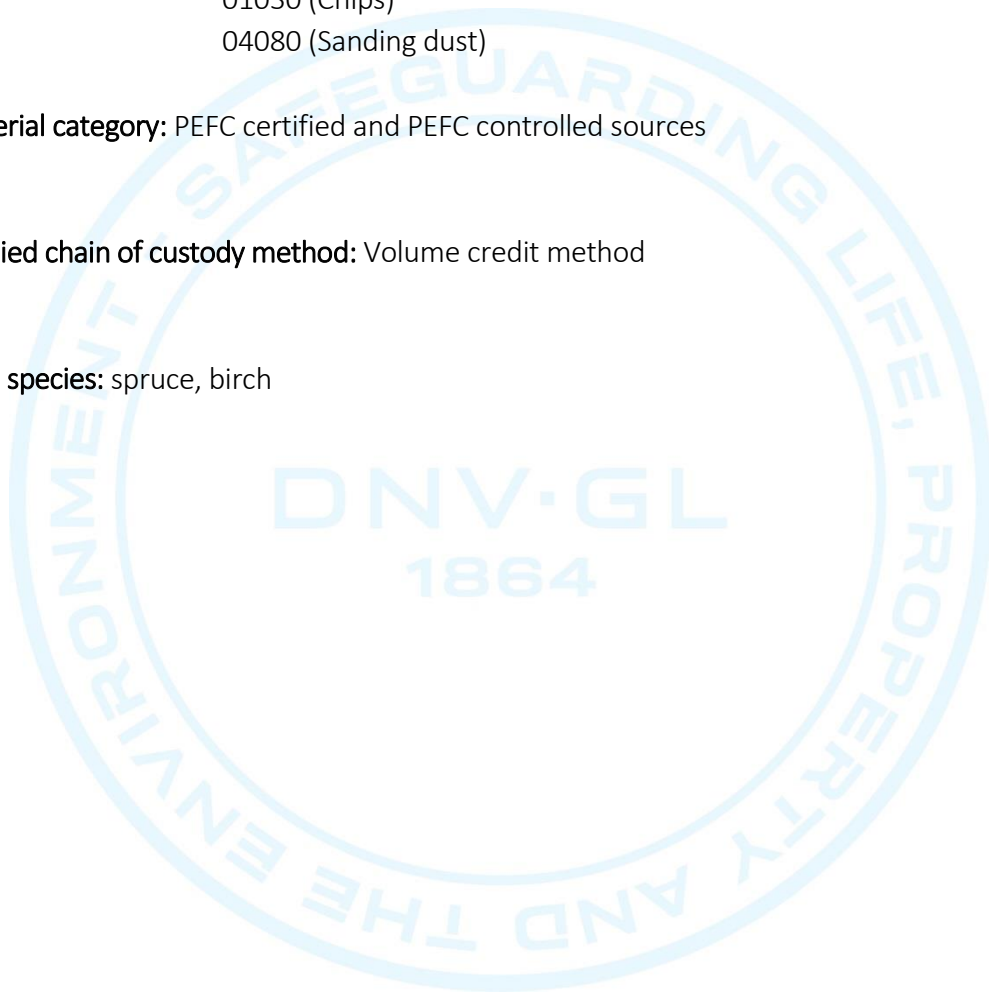 01030 (Chips)
04080 (Sanding dust)
erial category: PEFC certified and PEFC controlled sources
ied chain of custody method: Volume credit method
species: spruce, birch
SAFEGUARDING LIFE, PROPERTY AND THE ENVIRONMENT
DNV·GL
1864